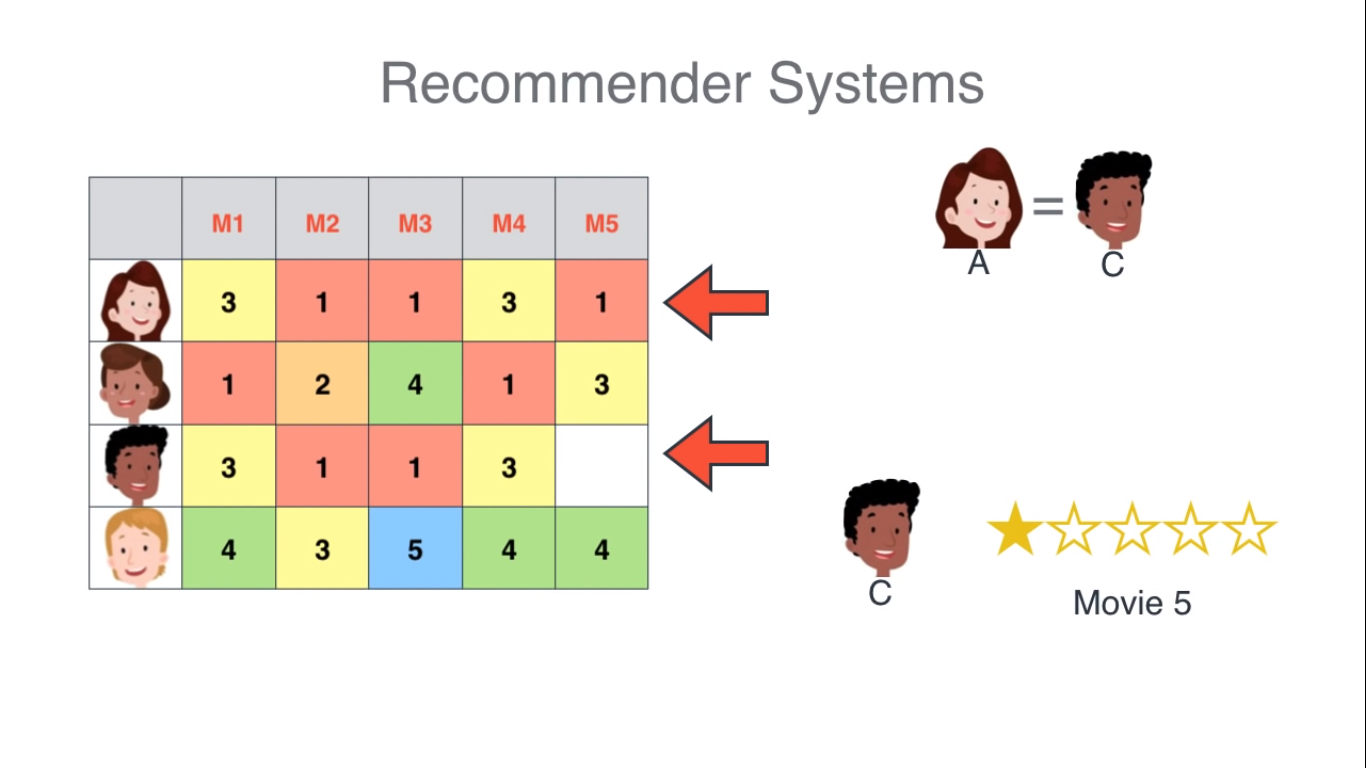 Recommender Systems
M1 M2 M3 M4 M5
3 1 1 3 1
1 2 4 1 3
3 1 1 3
4 3 5 4 4
A = C
C
Movie 5